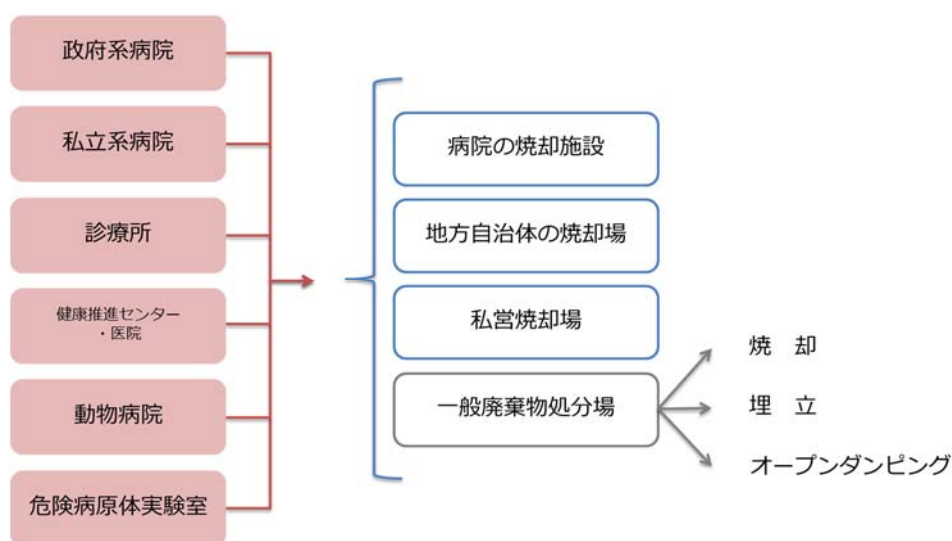 政府系病院
私立系病院
診療所
健康推進センター
・医院
動物病院
危険病原体実験室
病院の焼却施設
地方自治体の焼却場
私営焼却場
一般廃棄物処分場
焼　却
埋　立
オープンダンピング